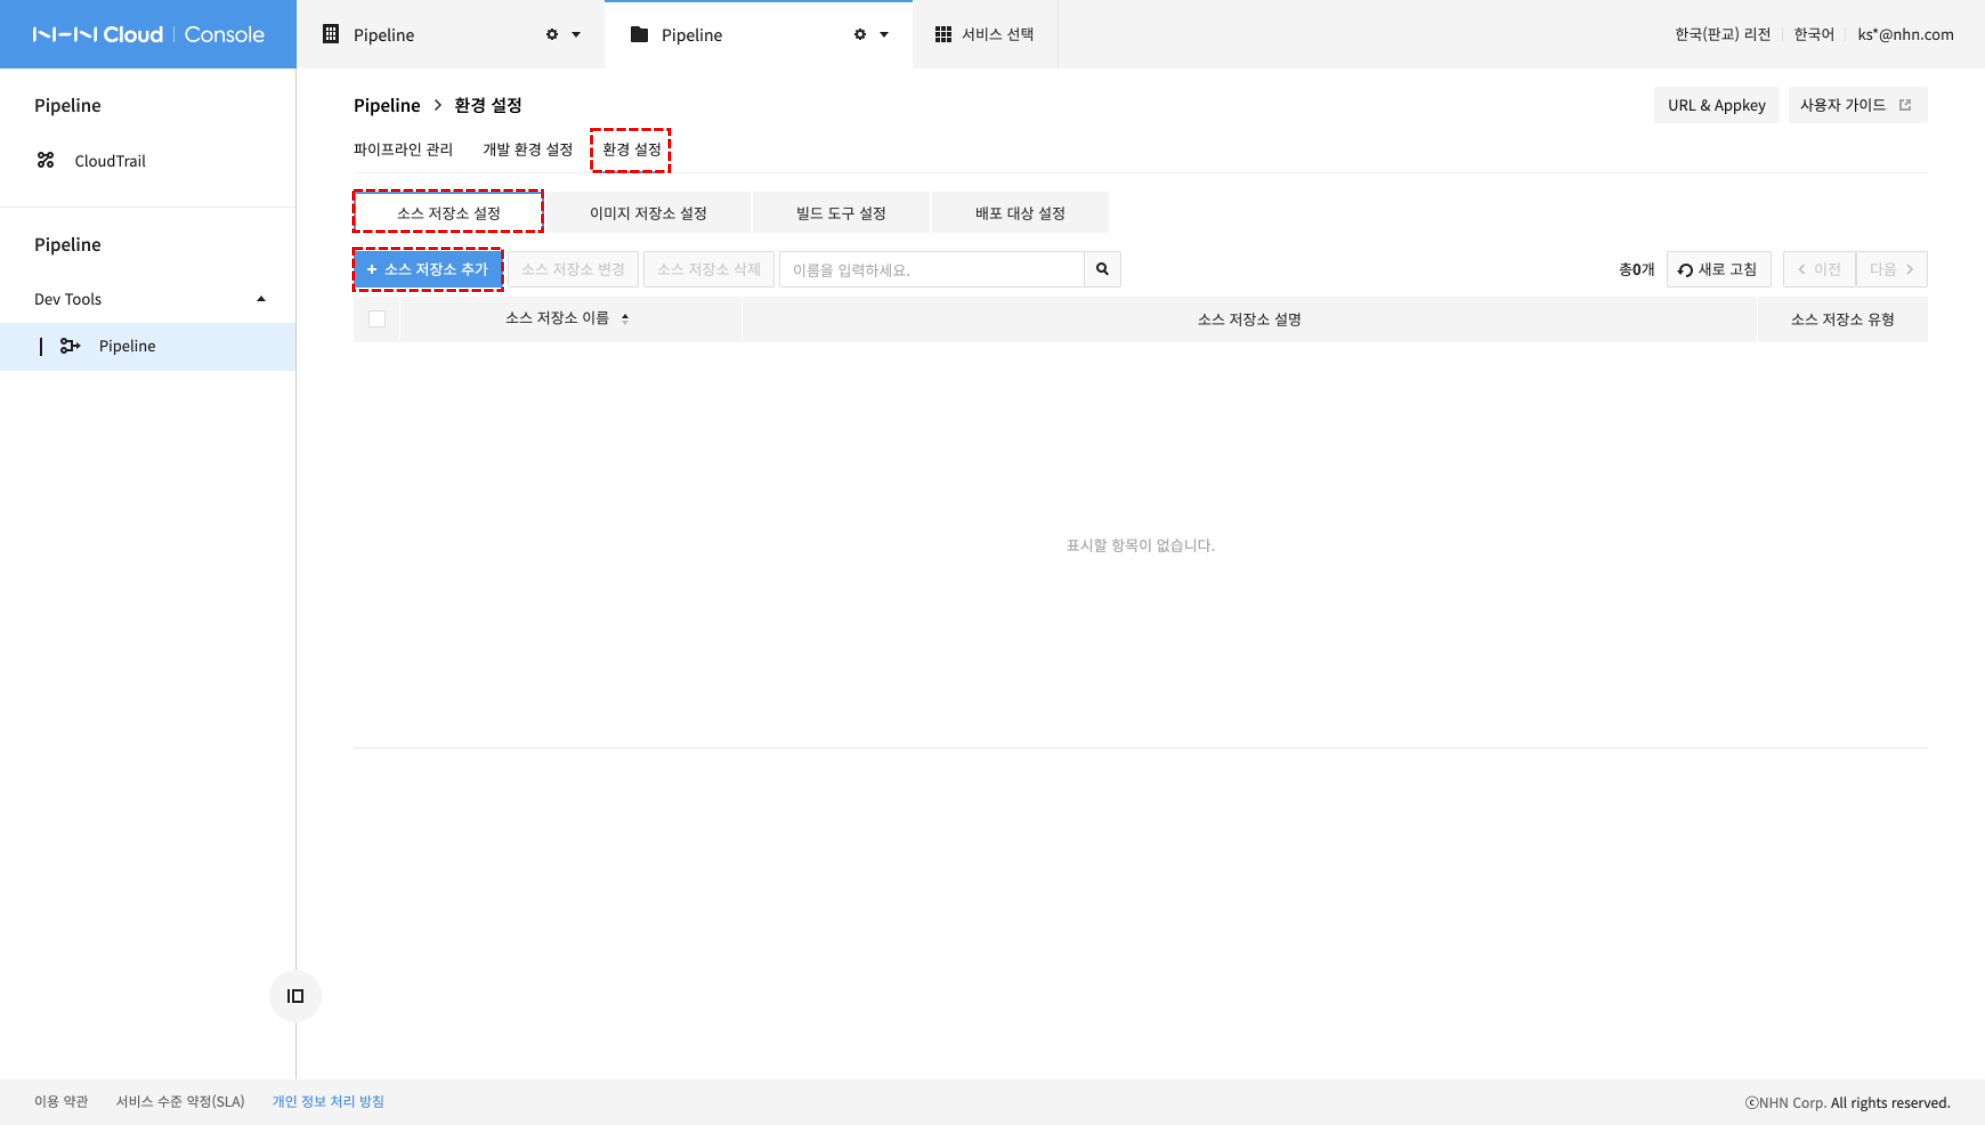 NHN Cloud | Console
Pipeline
Pipeline
서비스 선택
한국(판교) 리전
한국어
ks*@nhn.com
Pipeline
CloudTrail
Pipeline
Dev Tools
Pipeline
Pipeline > 환경 설정
URL & Appkey
사용자 가이드
파이프라인 관리
개발 환경 설정
환경 설정
소스 저장소 설정
이미지 저장소 설정
빌드 도구 설정
배포 대상 설정
+ 소스 저장소 추가
소스 저장소 변경
소스 저장소 삭제
이름을 입력하세요.
총0개
새로 고침
< 이전
다음 >
소스 저장소 이름
소스 저장소 설명
소스 저장소 유형
표시할 항목이 없습니다.
이용 약관
서비스 수준 약정(SLA)
개인 정보 처리 방침
ⓒNHN Corp. All rights reserved.